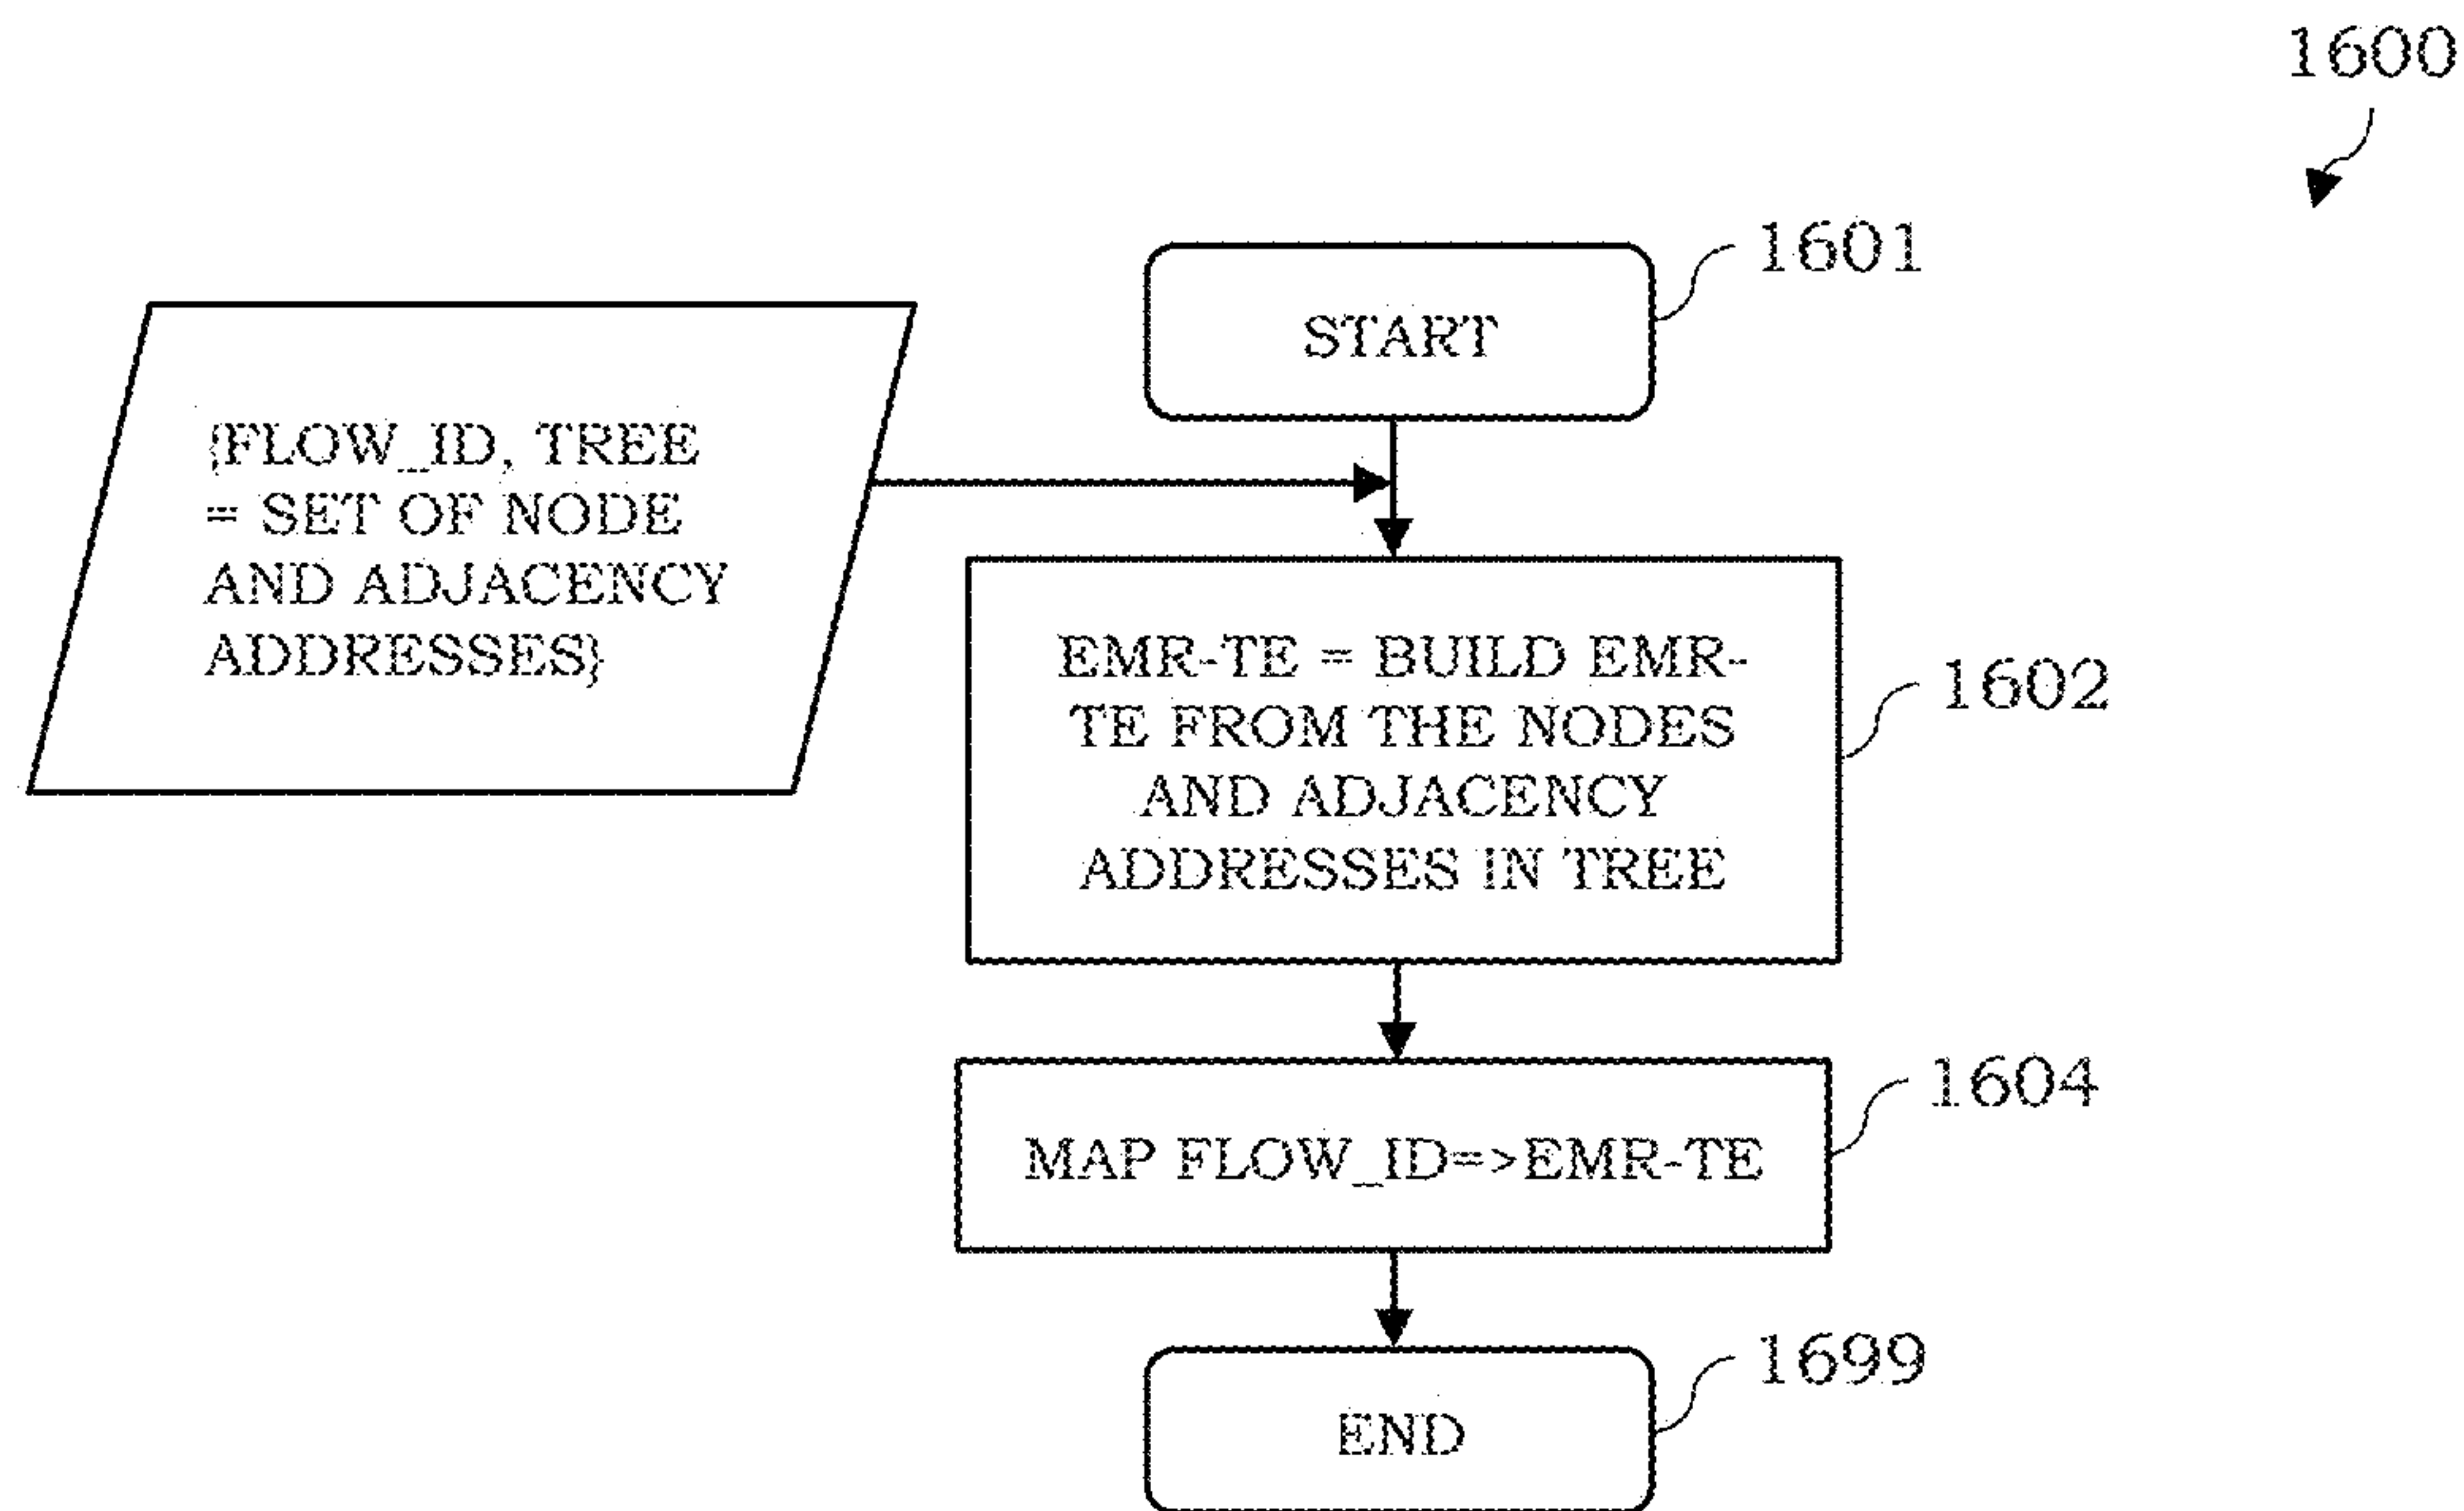 1600
1601
START
{FLOW_ID, TREE
= SET OF NODE
AND ADJACENCY
ADDRESSES}
EMR-TE = BUILD EMR-
TE FROM THE NODES
AND ADJACENCY
ADDRESSES IN TREE
1602
MAP FLOW_ID=>EMR-TE
1604
END
1699